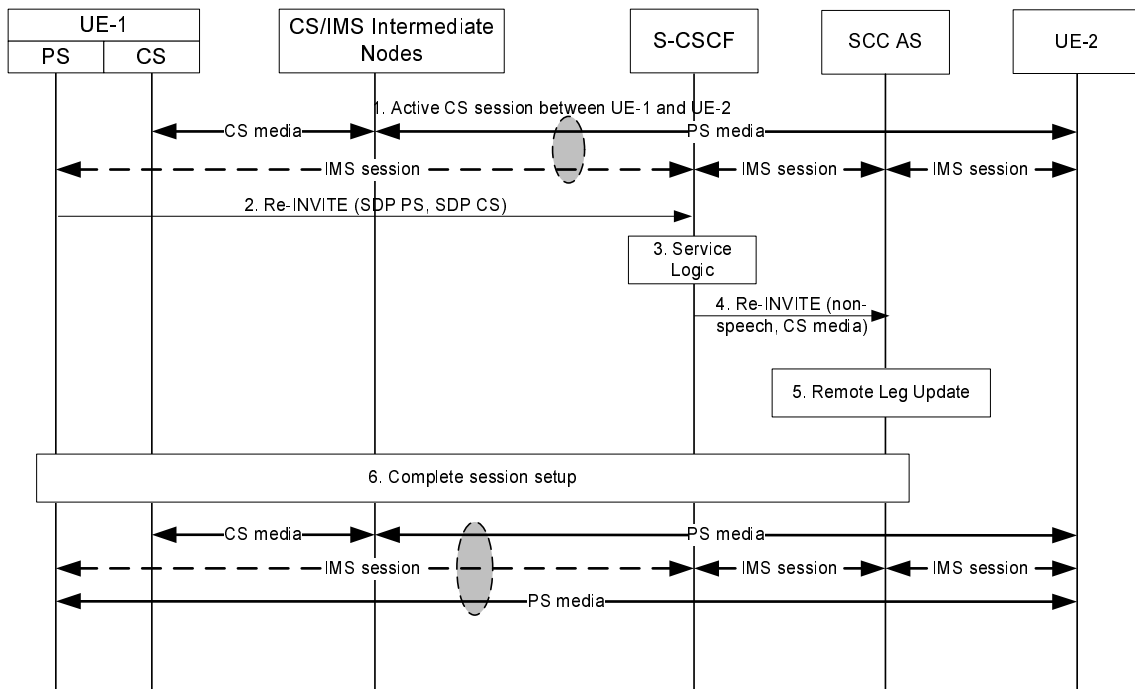 UE-1
PS
CS
CS/IMS Intermediate
Nodes
S-CSCF
SCC AS
UE-2
1. Active CS session between UE-1 and UE-2
CS media
PS media
IMS session
IMS session
IMS session
2. Re-INVITE (SDP PS, SDP CS)
3. Service
Logic
4. Re-INVITE (non-
speech, CS media)
5. Remote Leg Update
6. Complete session setup
CS media
PS media
IMS session
IMS session
IMS session
PS media